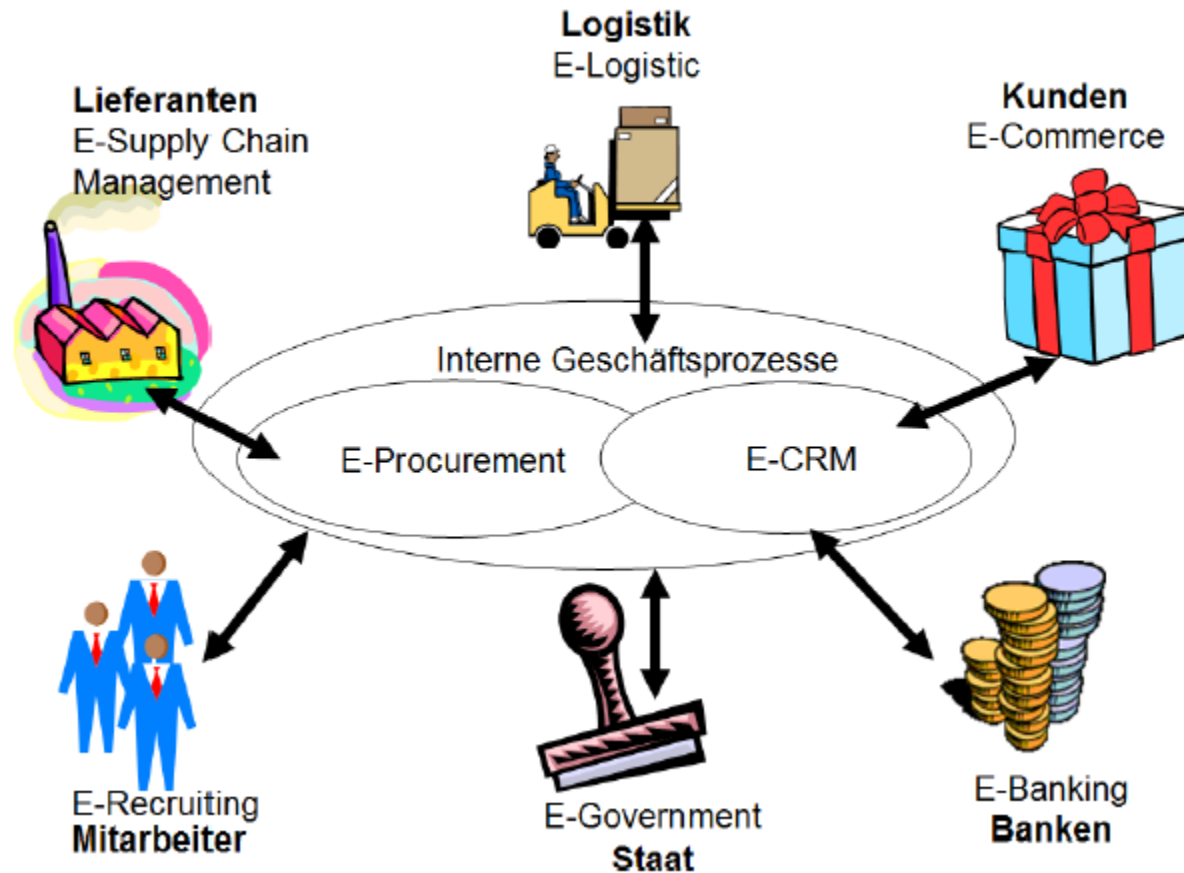 Logistik
E-Logistic
Lieferanten
E-Supply Chain
Management
Kunden
E-Commerce
Interne Geschäftsprozesse
E-Procurement
E-CRM
E-Recruiting
Mitarbeiter
E-Government
Staat
E-Banking
Banken